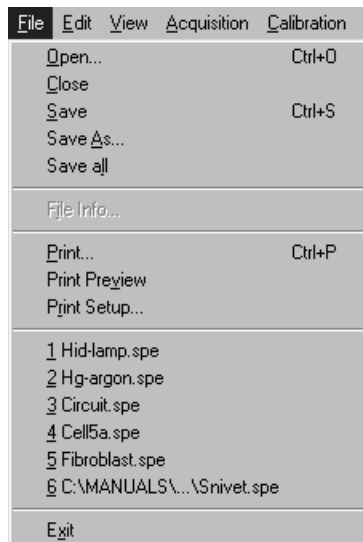 File Edit View Acquisition Calibration
Open... Ctrl+O
Close
Save Ctrl+S
Save As...
Save all
File Info...
Print... Ctrl+P
Print Preview
Print Setup...
1 Hid-lamp.spe
2 Hg-argon.spe
3 Circuit.spe
4 Cell5a.spe
5 Fibroblast.spe
6 C:\MANUALS\...\Snivet.spe
Exit